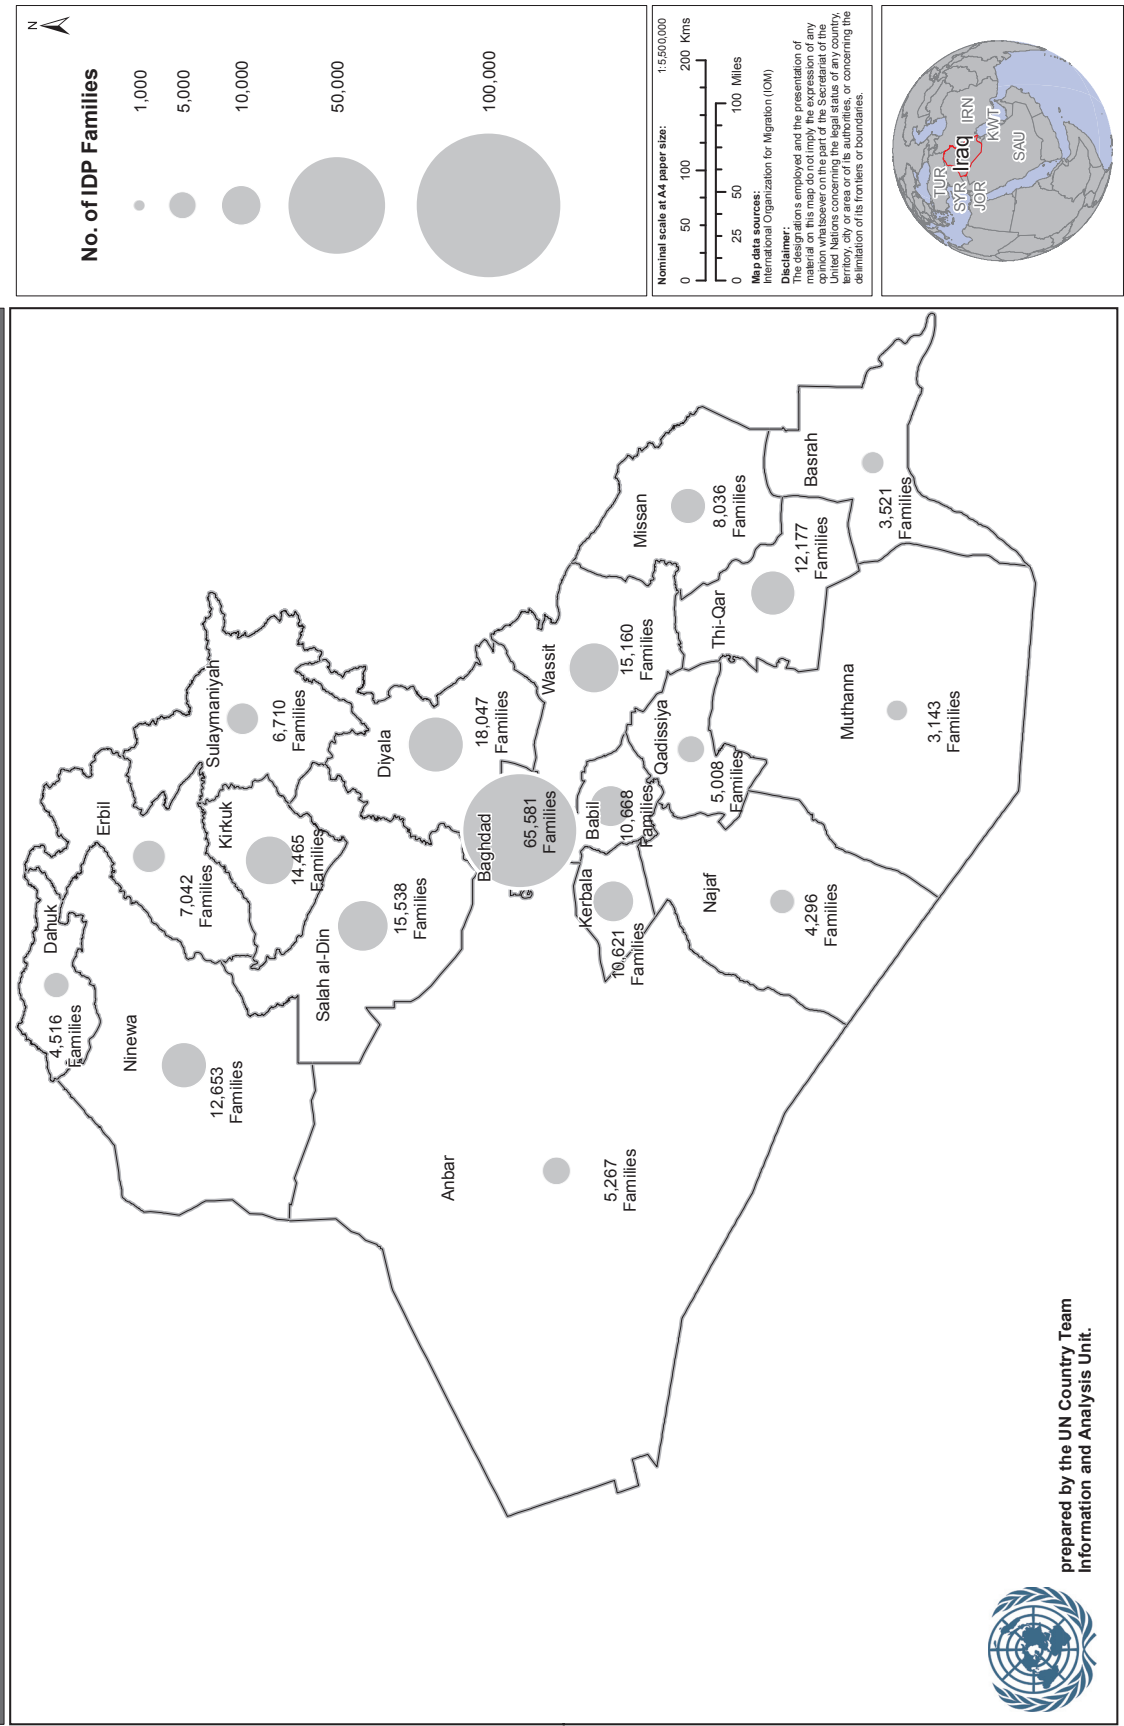 Dahuk
4,516
Families
Ninewa
12,653
Families
Erbil
7,042
Families
Sulaymaniyah
6,710
Families
Kirkuk
14,465
Families
Salah al-Din
15,538
Families
Diyala
18,047
Families
Baghdad
65,581
Families
Anbar
5,267
Families
Wassit
15,160
Families
Babil
10,668
Families
Kerbala
10,621
Families
Qadissiya
5,008
Families
Najaf
4,296
Families
Missan
8,036
Families
Thi-Qar
12,177
Families
Basrah
3,521
Families
Muthanna
3,143
Families
prepared by the UN Country Team
Information and Analysis Unit.
N
No. of IDP Families
1,000
5,000
10,000
50,000
100,000
Nominal scale at A4 paper size: 1:5,500,000
0 50 100 200 Kms
0 25 50 100 Miles
Map data sources:
International Organization for Migration (IOM)
Disclaimer:
The designations employed and the presentation of
material on this map do not imply the expression of any
opinion whatsoever on the part of the Secretariat of the
United Nations concerning the legal status of any country,
territory, city or area or of its authorities, or concerning the
delimitation of its frontiers or boundaries.
TUR
SYR
Iraq
IRN
JOR
KWT
SAU